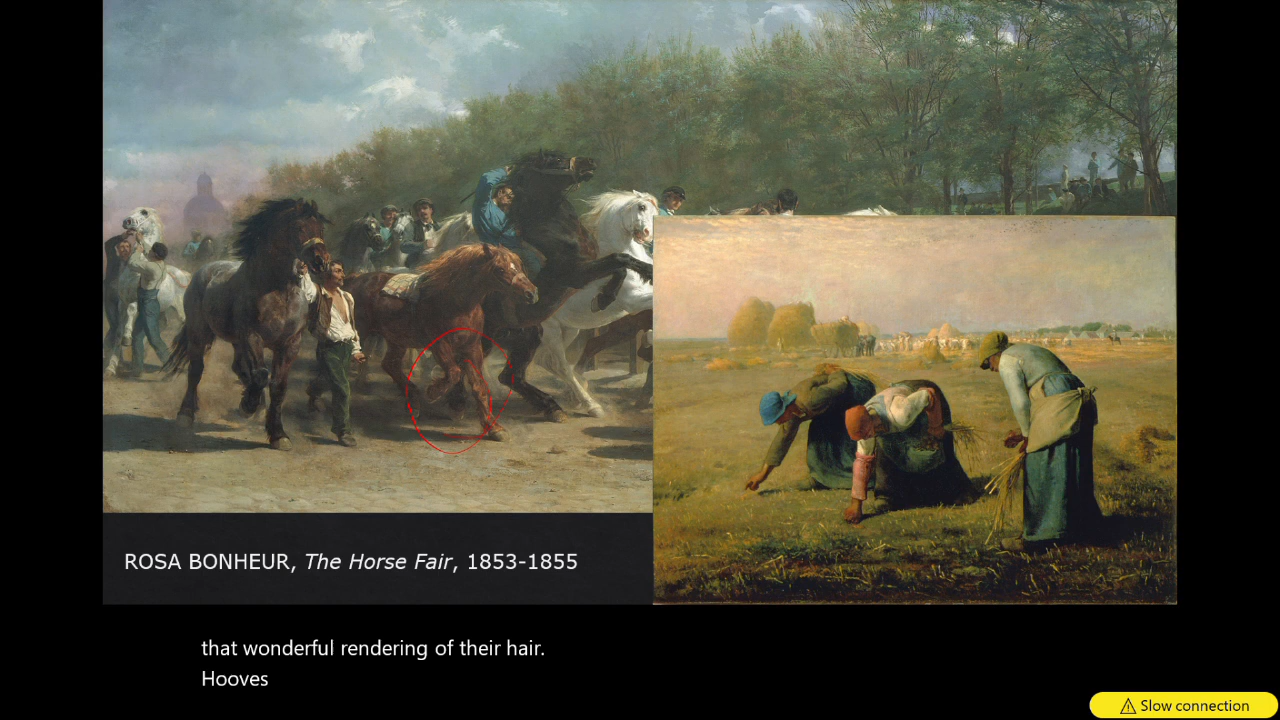 ROSA BONHEUR, The Horse Fair, 1853-1855
that wonderful rendering of their hair.
Hooves
Slow connection